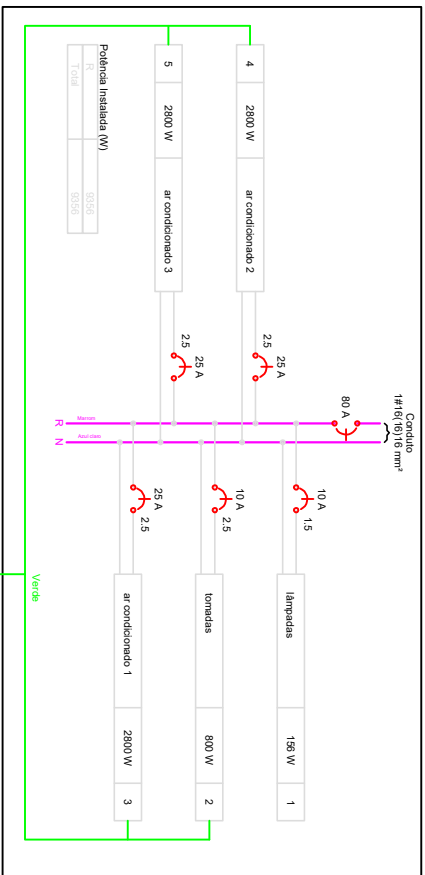 Conduto
1#16(16)16 mm²
80 A
5
2800 W
ar condicionado 3
25 A
2.5
4
2800 W
ar condicionado 2
25 A
2.5
10 A
1.5
lâmpadas
156 W
1
10 A
2.5
tomadas
800 W
2
25 A
2.5
ar condicionado 1
2800 W
3
Marrom
R
Azul claro
N
Potência Instalada (W)
R 9356
Total 9356
Verde